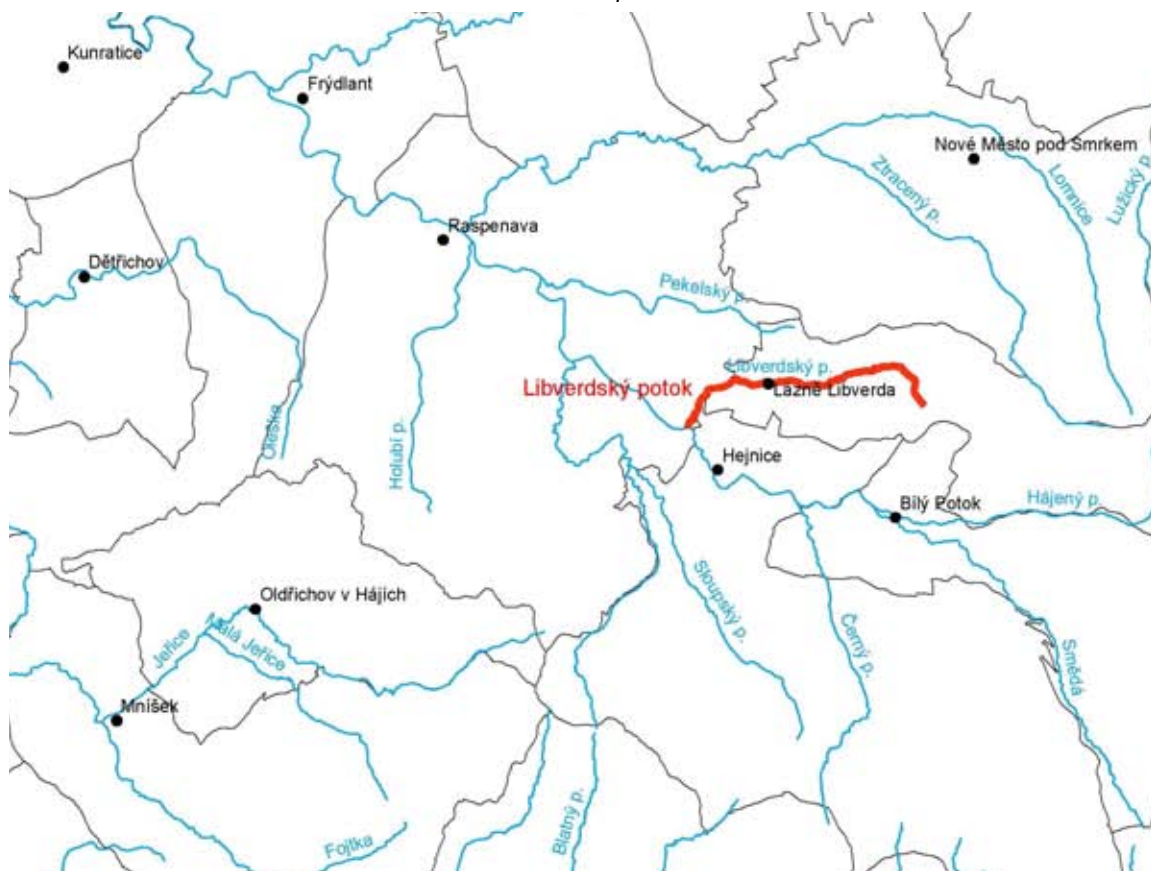 Kunratice
Frýdlant
Nové Město pod Smrkem
Ztracený p.
Lomnice
Lužický p.
Raspenava
Dětřichov
Pekelský p.
Libverdský p.
Libverdský potok
Lázně Libverda
Oleška
Holubí p.
Hejnice
Bílý Potok
Hájený p.
Sloupský p.
Černý p.
Smědá
Oldřichov v Hájích
Jeřice
Malá Jeřice
Mníšek
Fojtka
Blatný p.